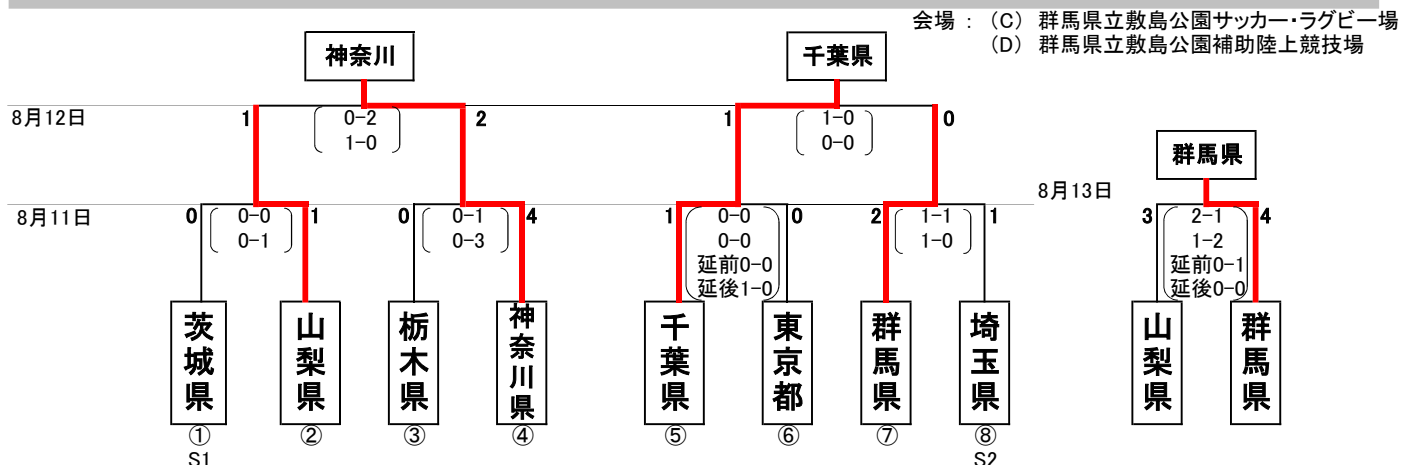 会場 ： （C） 群馬県立敷島公園サッカー・ラグビー場
（D） 群馬県立敷島公園補助陸上競技場
神奈川
千葉県
8月12日
1
0-2
1-0
2
1
1-0
0-0
0
群馬県
8月13日
8月11日
0
0-0
0-1
1
0
0-1
0-3
4
1
0-0
0-0
延前0-0
延後1-0
0
2
1-1
1-0
1
3
2-1
1-2
延前0-1
延後0-0
4
茨城県
山梨県
栃木県
神奈川県
千葉県
東京都
群馬県
埼玉県
山梨県
群馬県
①
②
③
④
⑤
⑥
⑦
⑧
S1
S2